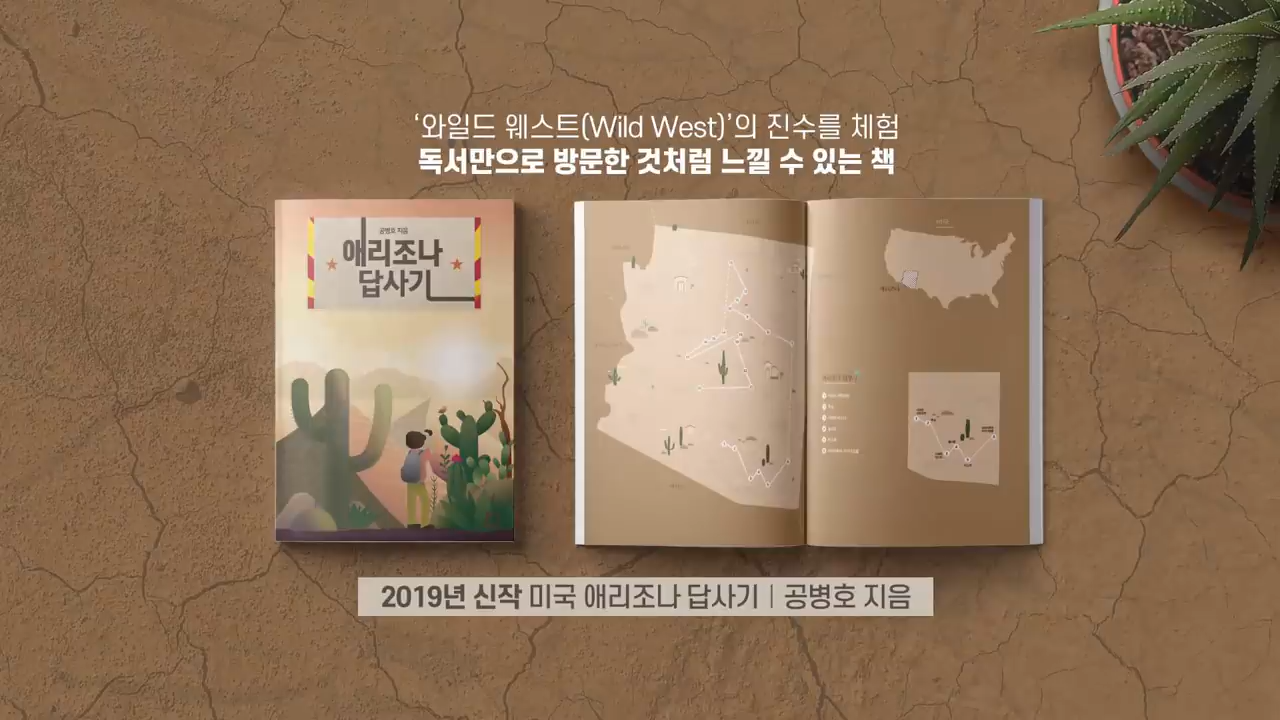 ‘와일드 웨스트(Wild West)’의 진수를 체험
독서만으로 방문한 것처럼 느낄 수 있는 책
공병호 지음
애리조나
답사기
2019년 신작 미국 애리조나 답사기 | 공병호 지음